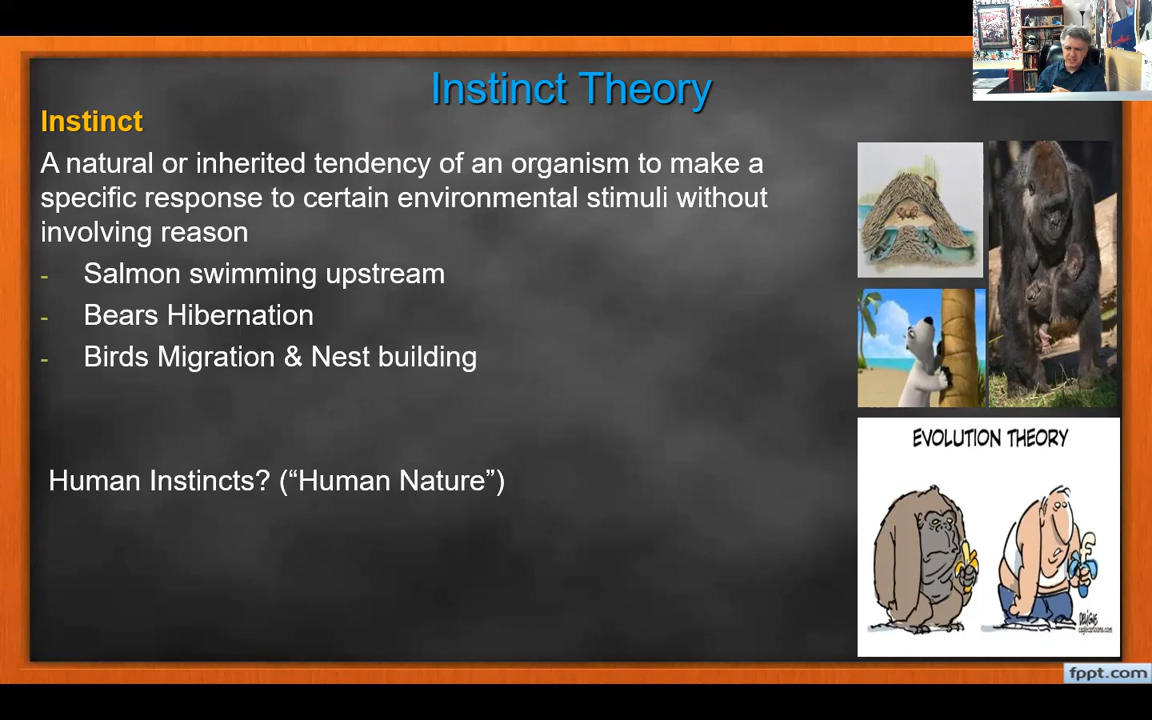 Instinct Theory
Instinct
A natural or inherited tendency of an organism to make a
specific response to certain environmental stimuli without
involving reason
- Salmon swimming upstream
- Bears Hibernation
- Birds Migration & Nest building
Human Instincts? (“Human Nature”)
EVOLUTION THEORY
f
caglecartoons.com
fppt.com